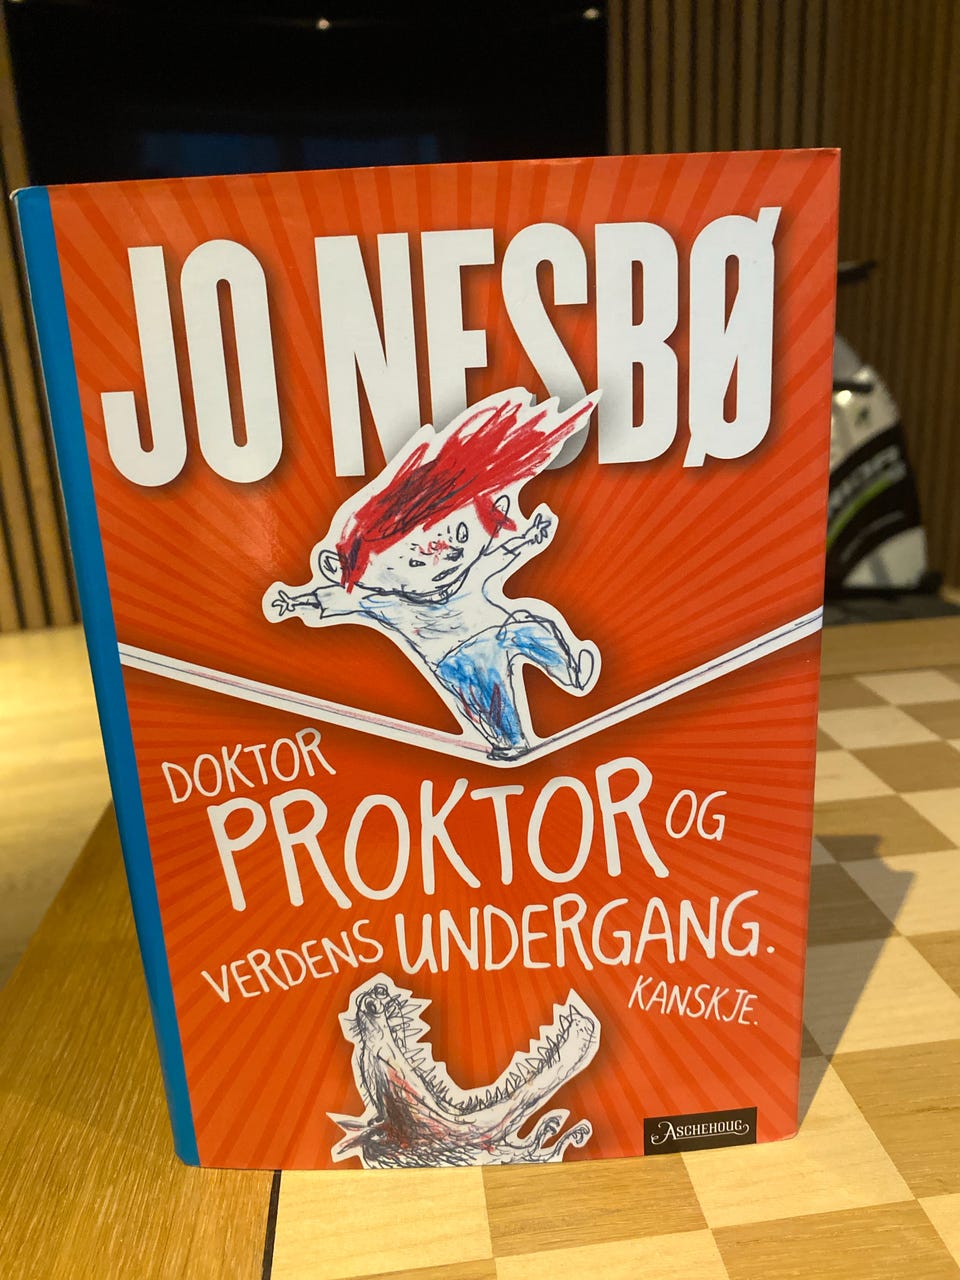 JO NESBØ
DOKTOR
PROKTOR OG
VERDENS UNDERGANG.
KANSKJE.
ASCHEHOUG